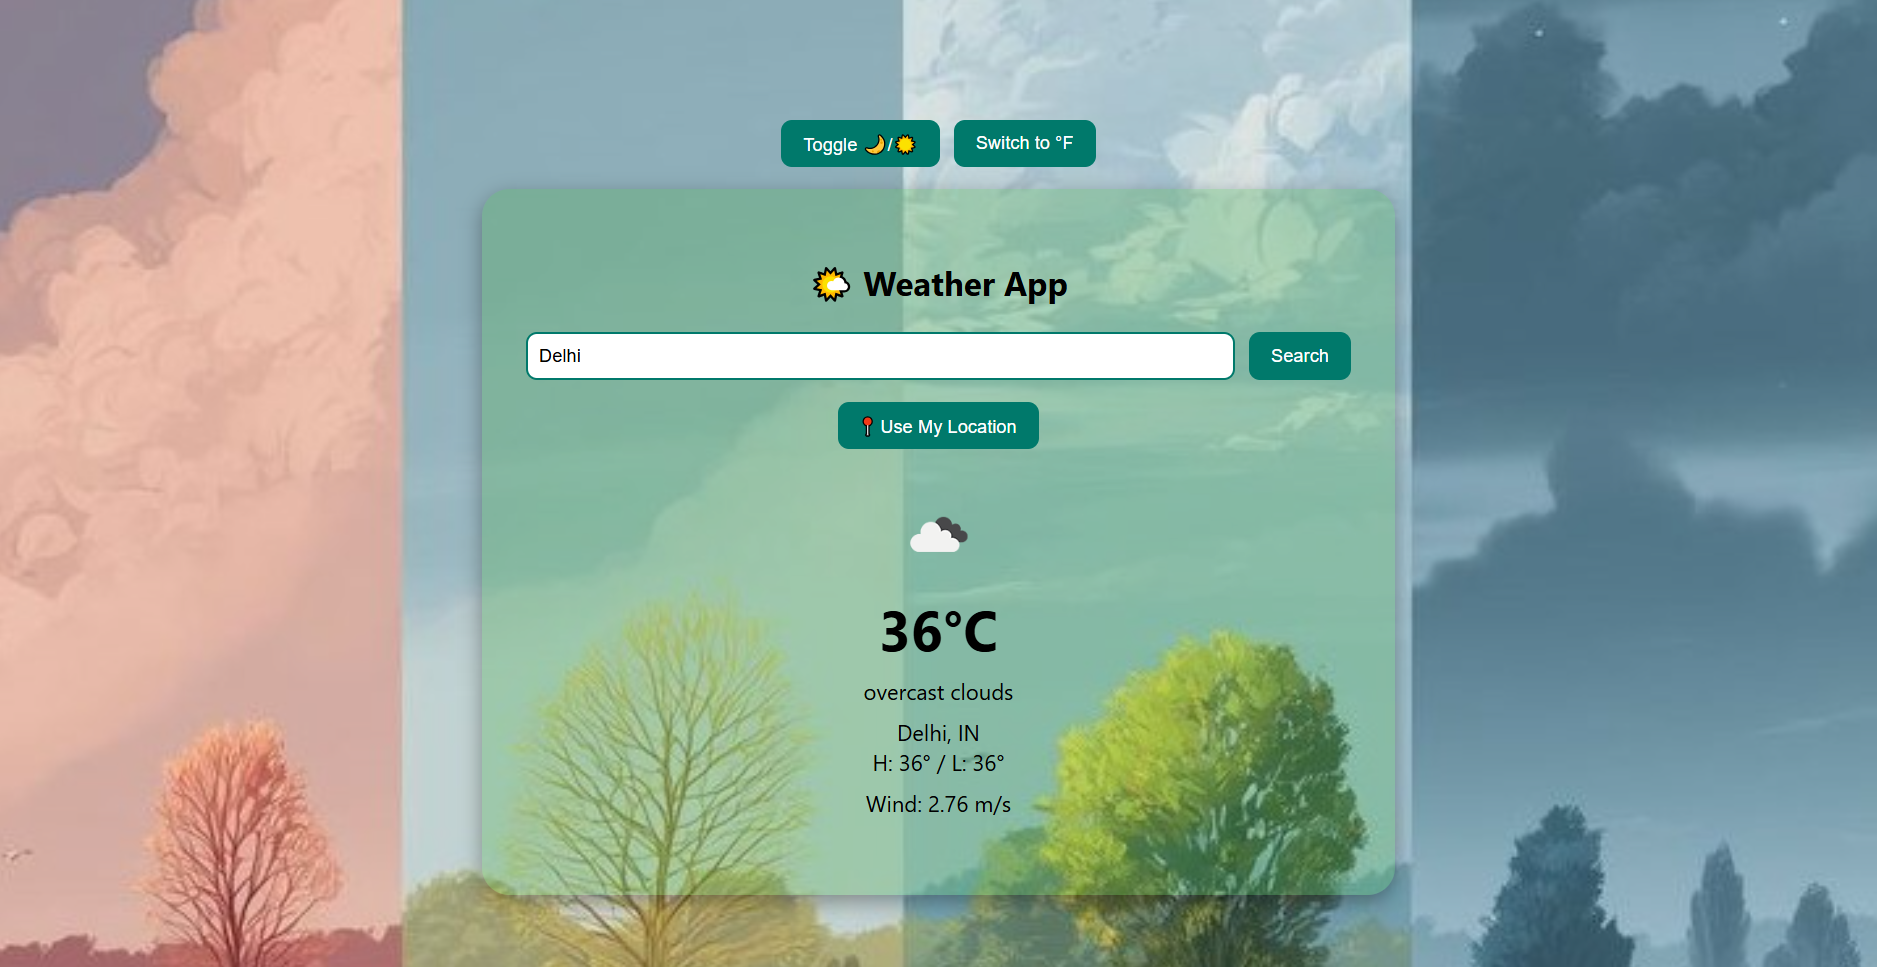 Toggle 🌙/☀️ Switch to °F
🌤️ Weather App
Delhi Search
📍Use My Location
36°C
overcast clouds
Delhi, IN
H: 36° / L: 36°
Wind: 2.76 m/s